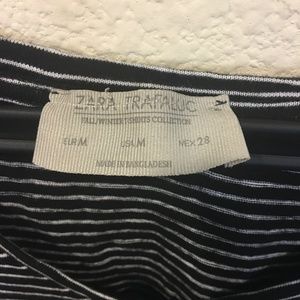 ZARA TRAFALUC
FALL/WINTER T-SHIRTS COLLECTION
EUR M USA M MEX 28
MADE IN BANGLADESH